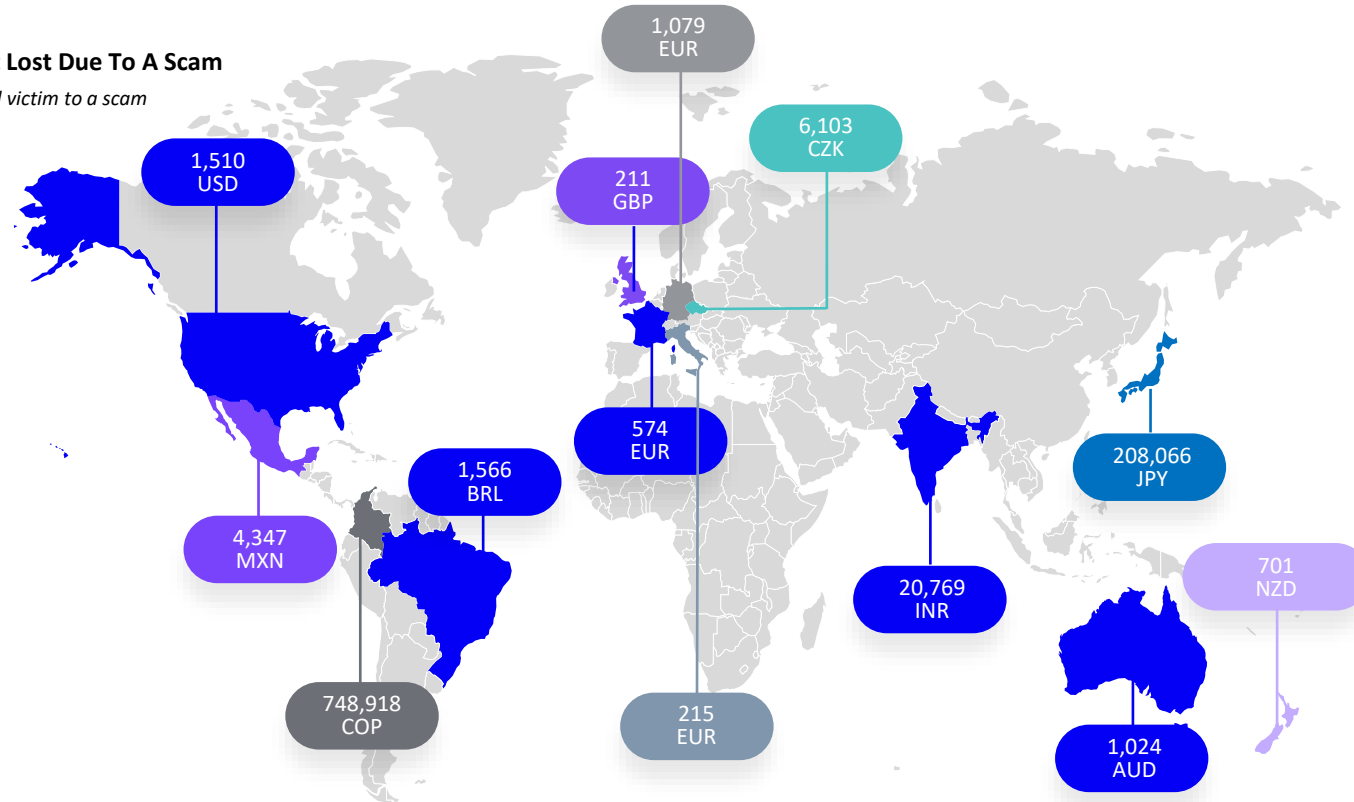 Lost Due To A Scam
victim to a scam
1,079
EUR
6,103
CZK
1,510
USD
211
GBP
574
EUR
208,066
JPY
1,566
BRL
4,347
MXN
20,769
INR
701
NZD
748,918
COP
215
EUR
1,024
AUD